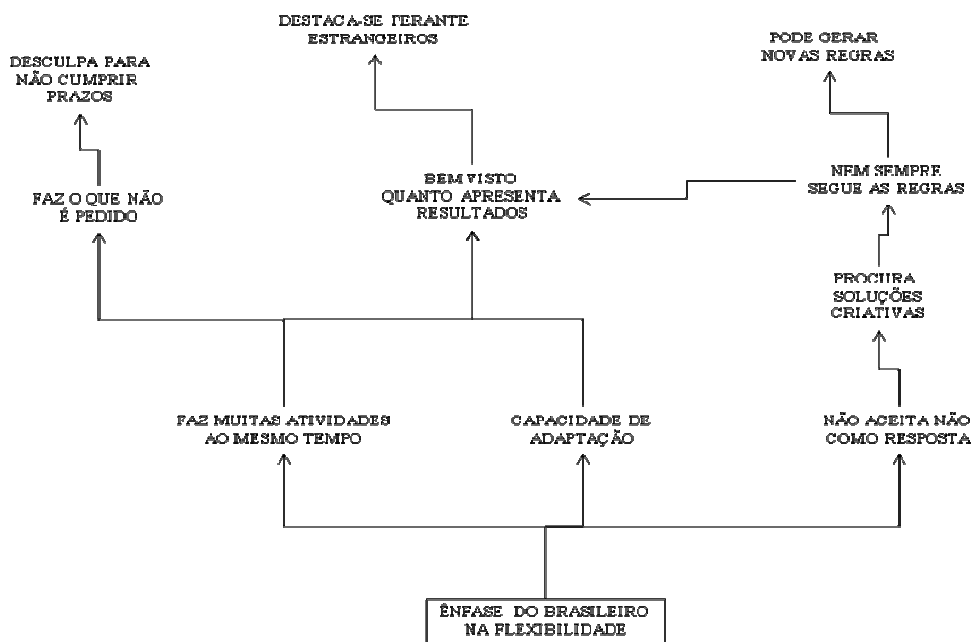 DESTACA-SE PERANTE
ESTRANGEIROS
PODE GERAR
NOVAS REGRAS
DESCULPA PARA
NÃO CUMPRIR
PRAZOS
FAZ O QUE NÃO
É PEDIDO
BEM VISTO
QUANTO APRESENTA
RESULTADOS
NEM SEMPRE
SEGUE AS REGRAS
PROCURA
SOLUÇÕES
CRIATIVAS
FAZ MUITAS ATIVIDADES
AO MESMO TEMPO
CAPACIDADE DE
ADAPTAÇÃO
NÃO ACEITA NÃO
COMO RESPOSTA
ÊNFASE DO BRASILEIRO
NA FLEXIBILIDADE